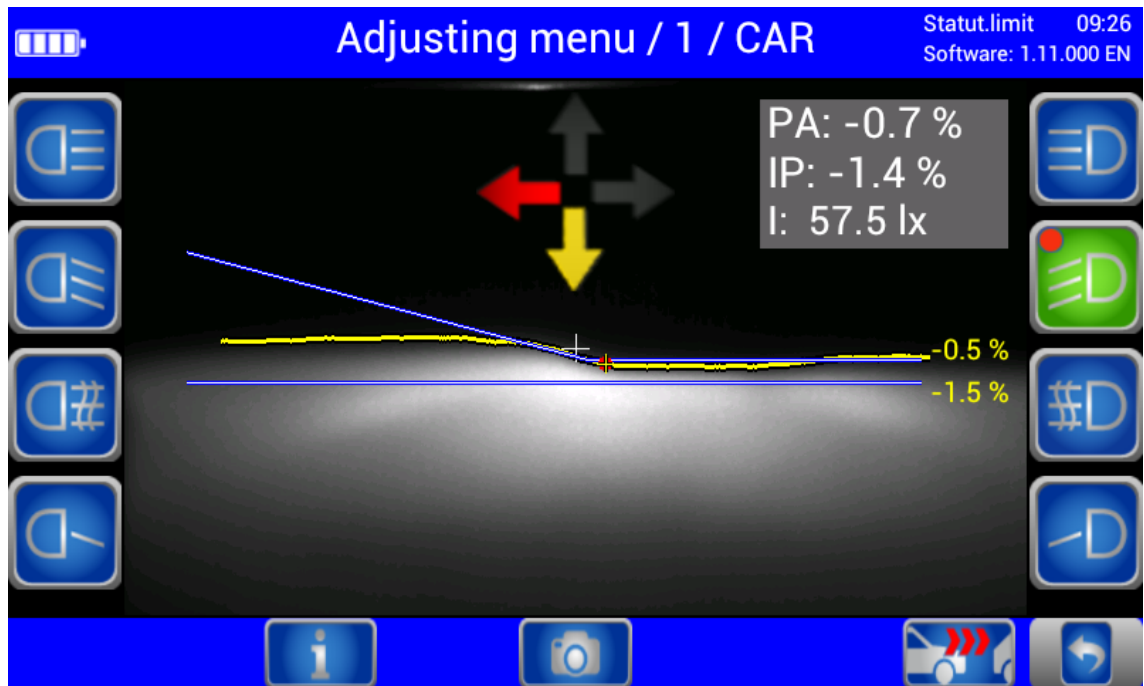 Adjusting menu / 1 / CAR
Statut.limit 09:26
Software: 1.11.000 EN
PA: -0.7 %
IP: -1.4 %
I: 57.5 lx
-0.5 %
-1.5 %
i